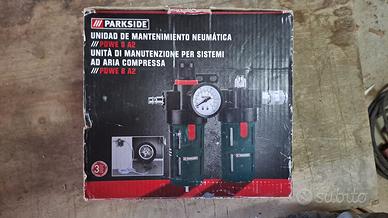 PARKSIDE
UNIDAD DE MANTENIMIENTO NEUMÁTICA
/// PDWE 8 A2
UNITÀ DI MANUTENZIONE PER SISTEMI
AD ARIA COMPRESSA
/// PDWE 8 A2
3
subito